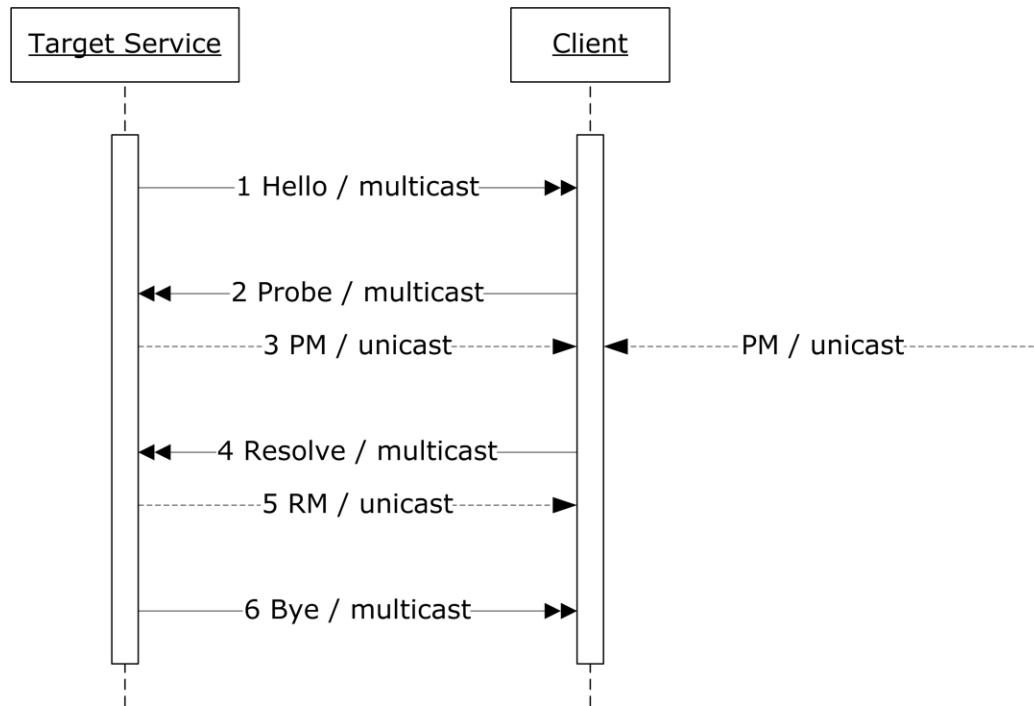 Target Service
Client
1 Hello / multicast
2 Probe / multicast
3 PM / unicast
PM / unicast
4 Resolve / multicast
5 RM / unicast
6 Bye / multicast